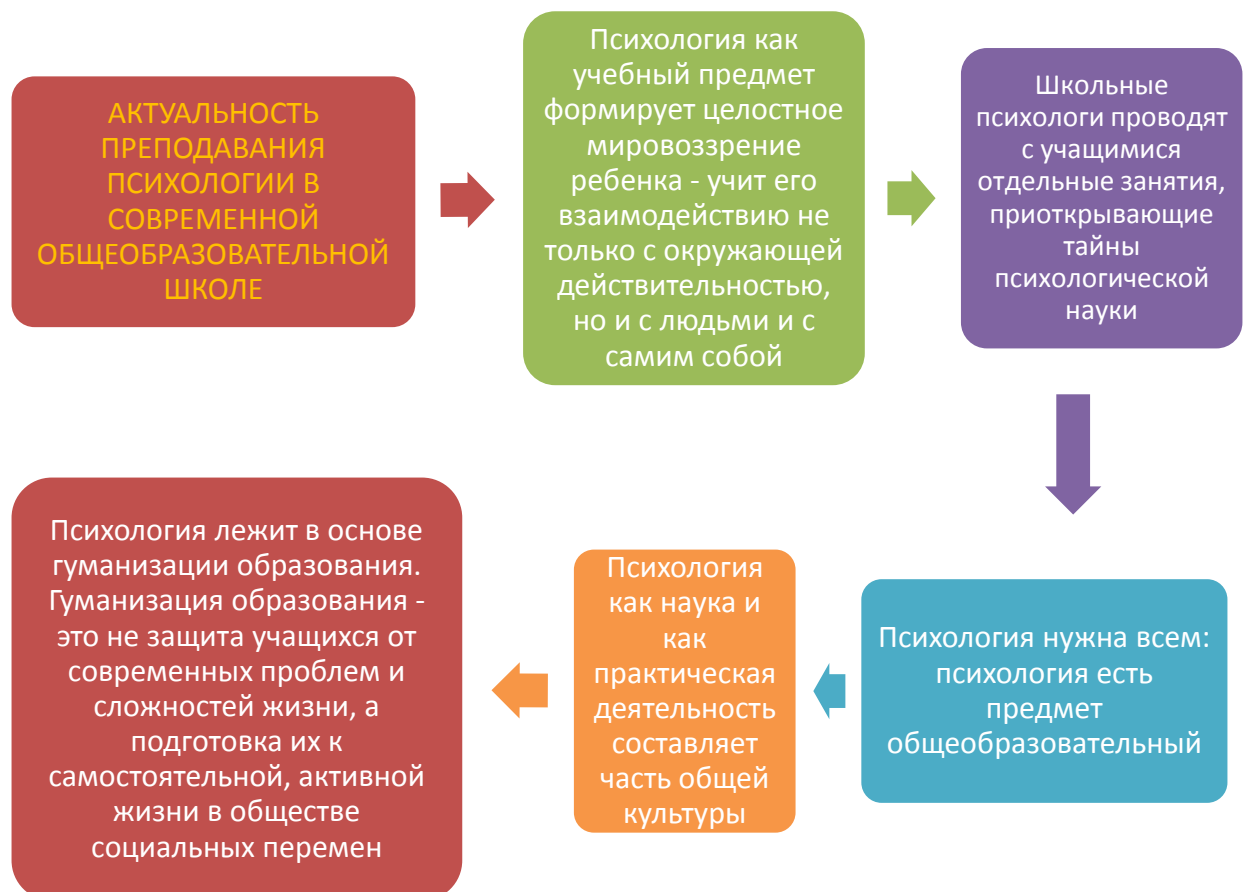 АКТУАЛЬНОСТЬ
ПРЕПОДАВАНИЯ
ПСИХОЛОГИИ В
СОВРЕМЕННОЙ
ОБЩЕОБРАЗОВАТЕЛЬНОЙ
ШКОЛЕ
Психология как
учебный предмет
формирует целостное
мировоззрение
ребенка - учит его
взаимодействию не
только с окружающей
действительностью,
но и с людьми и с
самим собой
Школьные
психологи проводят
с учащимися
отдельные занятия,
приоткрывающие
тайны
психологической
науки
Психология нужна всем:
психология есть
предмет
общеобразовательный
Психология
как наука и
как
практическая
деятельность
составляет
часть общей
культуры
Психология лежит в основе
гуманизации образования.
Гуманизация образования -
это не защита учащихся от
современных проблем и
сложностей жизни, а
подготовка их к
самостоятельной, активной
жизни в обществе
социальных перемен